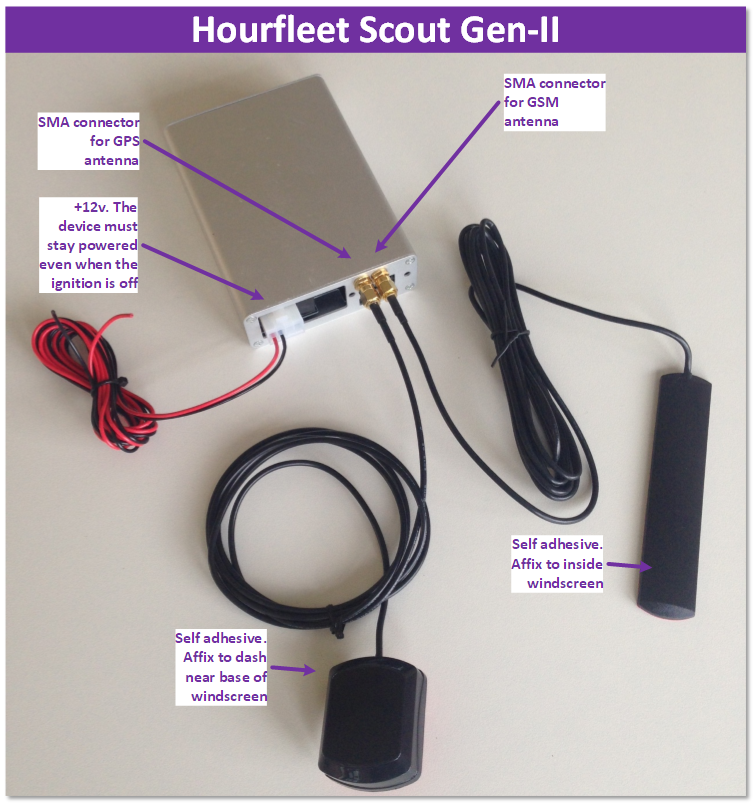 Hourfleet Scout Gen-II
SMA connector
for GPS
antenna
SMA connector
for GSM
antenna
+12v. The
device must
stay powered
even when the
ignition is off
Self adhesive.
Affix to inside
windscreen
Self adhesive.
Affix to dash
near base of
windscreen